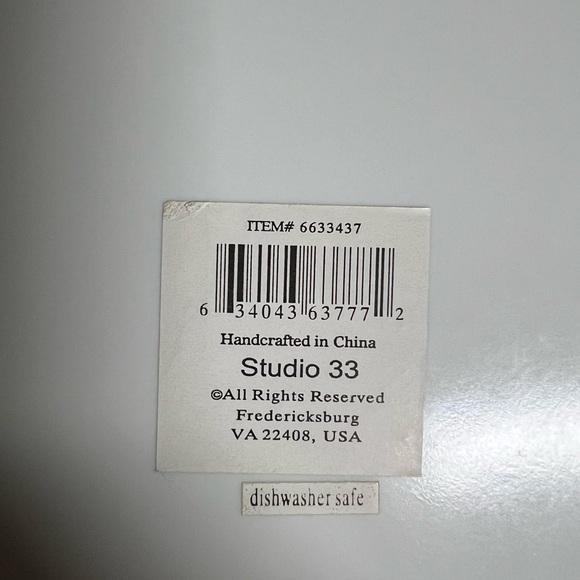 ITEM# 6633437
6 34043 63777 2
Handcrafted in China
Studio 33
©All Rights Reserved
Fredericksburg
VA 22408, USA
dishwasher safe